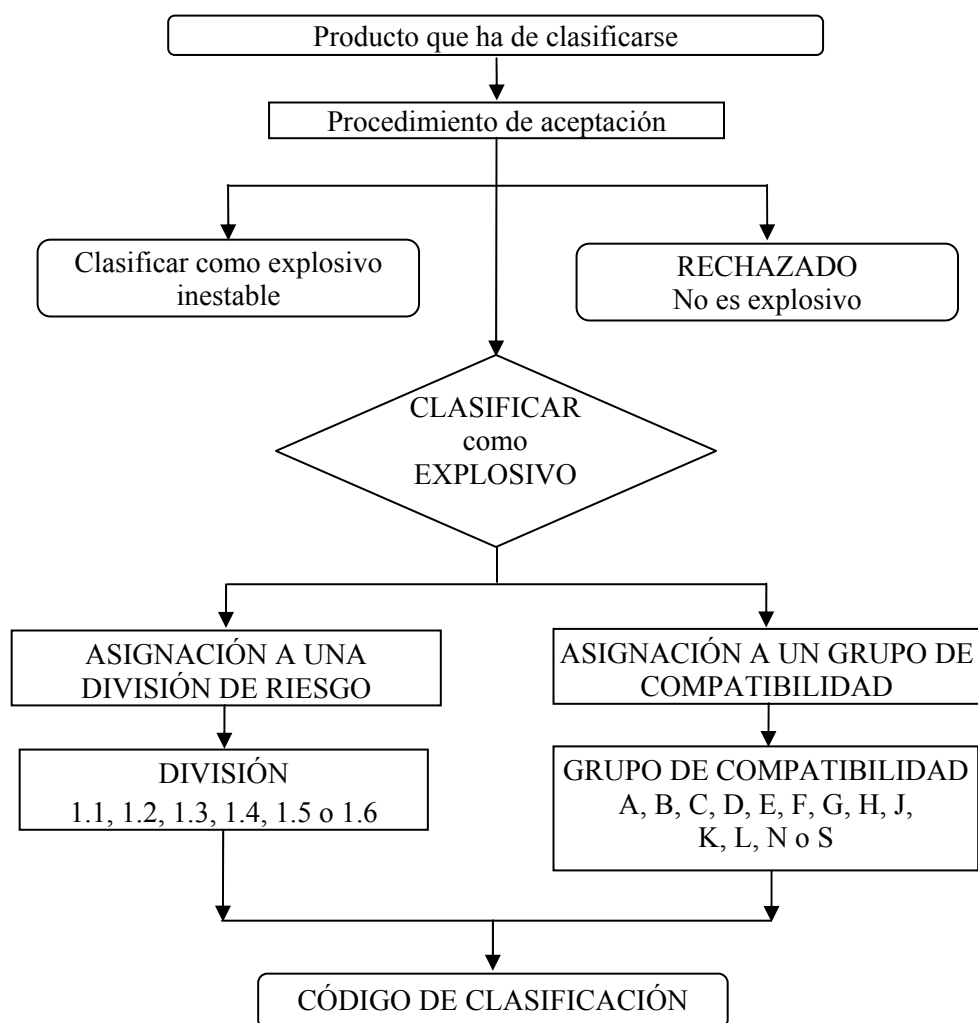 Producto que ha de clasificarse
Procedimiento de aceptación
Clasificar como explosivo
inestable
RECHAZADO
No es explosivo
CLASIFICAR
como
EXPLOSIVO
ASIGNACIÓN A UNA
DIVISIÓN DE RIESGO
ASIGNACIÓN A UN GRUPO DE
COMPATIBILIDAD
DIVISIÓN
1.1, 1.2, 1.3, 1.4, 1.5 o 1.6
GRUPO DE COMPATIBILIDAD
A, B, C, D, E, F, G, H, J,
K, L, N o S
CÓDIGO DE CLASIFICACIÓN